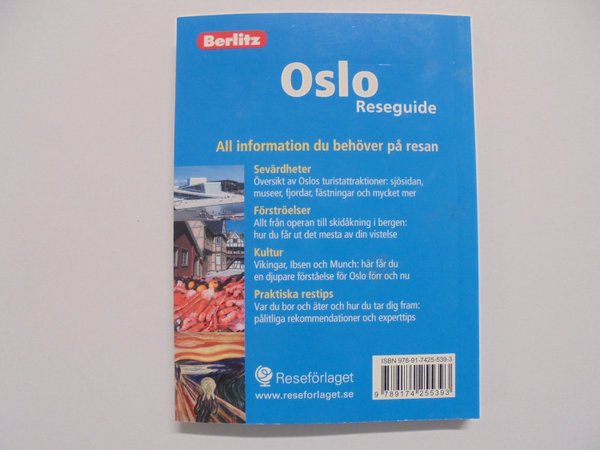 Berlitz
Oslo
Reseguide
All information du behöver på resan
Sevärdheter
Översikt av Oslos turistattraktioner: sjösidan,
museer, fjordar, fästningar och mycket mer
Förströelser
Allt från operan till skidåkning i bergen:
hur du får ut det mesta av din vistelse
Kultur
Vikingar, Ibsen och Munch: här får du
en djupare förståelse för Oslo förr och nu
Praktiska restips
Var du bor och äter och hur du tar dig fram:
pålitliga rekommendationer och experttips
Reseförlaget
www.reseforlaget.se
ISBN 978-91-7425-539-3
9 789174 255393